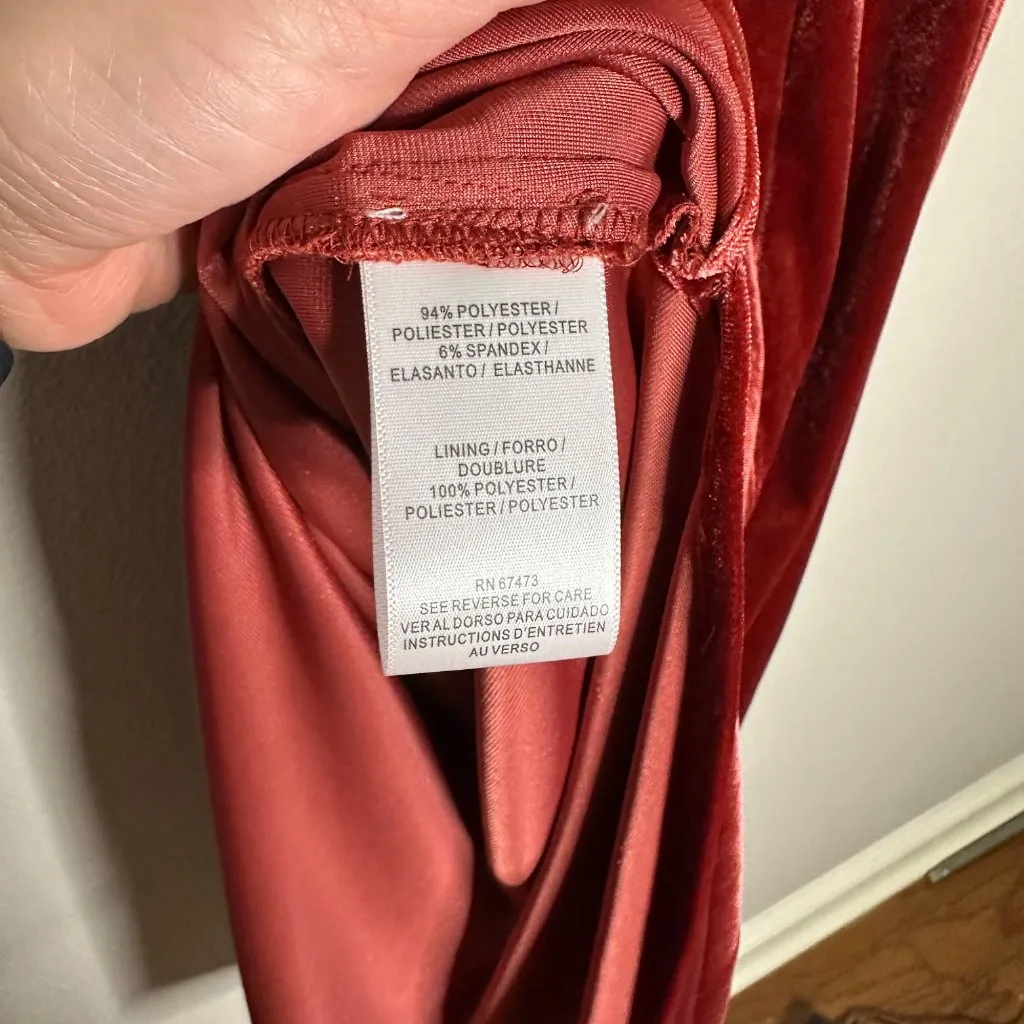 94% POLYESTER /
POLIESTER / POLYESTER
6% SPANDEX /
ELASANTO / ELASTHANNE
LINING / FORRO /
DOUBLURE
100% POLYESTER /
POLIESTER / POLYESTER
RN 67473
SEE REVERSE FOR CARE
VER AL DORSO PARA CUIDADO
INSTRUCTIONS D'ENTRETIEN
AU VERSO